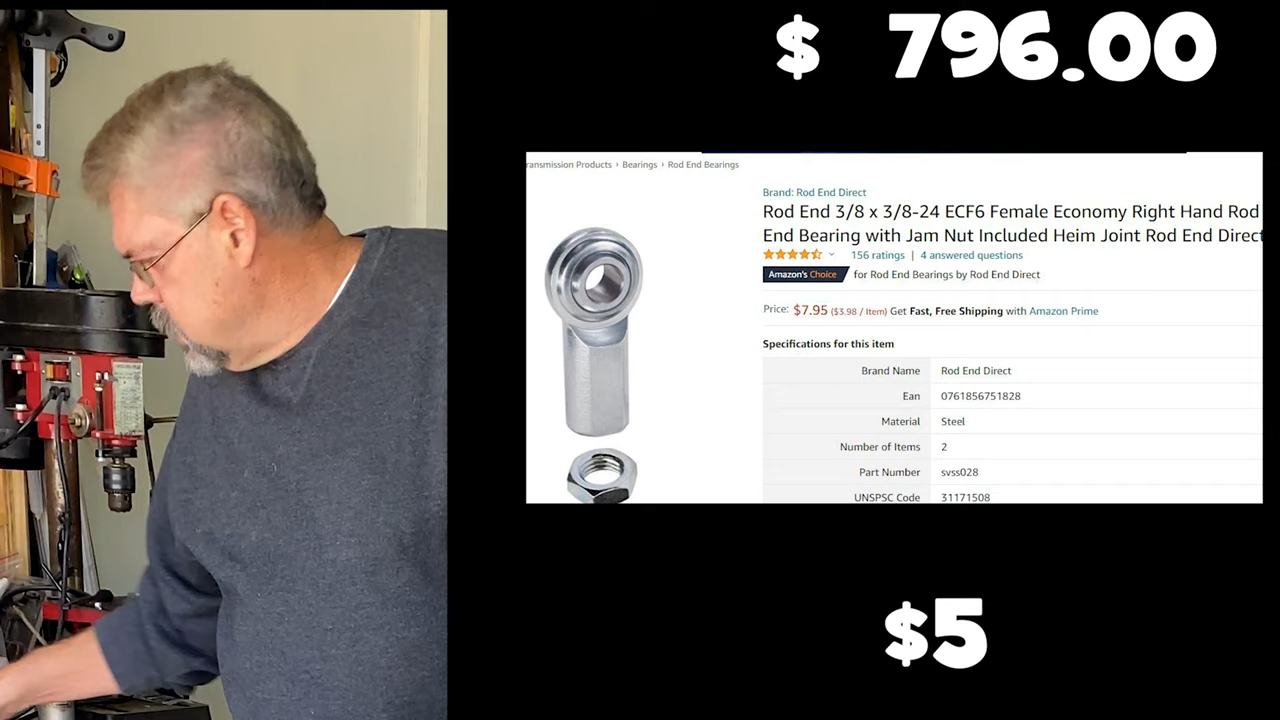 $ 796.00
ransmission Products › Bearings › Rod End Bearings
Brand: Rod End Direct
Rod End 3/8 x 3/8-24 ECF6 Female Economy Right Hand Rod
End Bearing with Jam Nut Included Heim Joint Rod End Direct
156 ratings | 4 answered questions
Amazon's Choice for Rod End Bearings by Rod End Direct
Price: $7.95 ($3.98 / Item) Get Fast, Free Shipping with Amazon Prime
Specifications for this item
Brand Name Rod End Direct
Ean 0761856751828
Material Steel
Number of Items 2
Part Number svss028
UNSPSC Code 31171508
$5